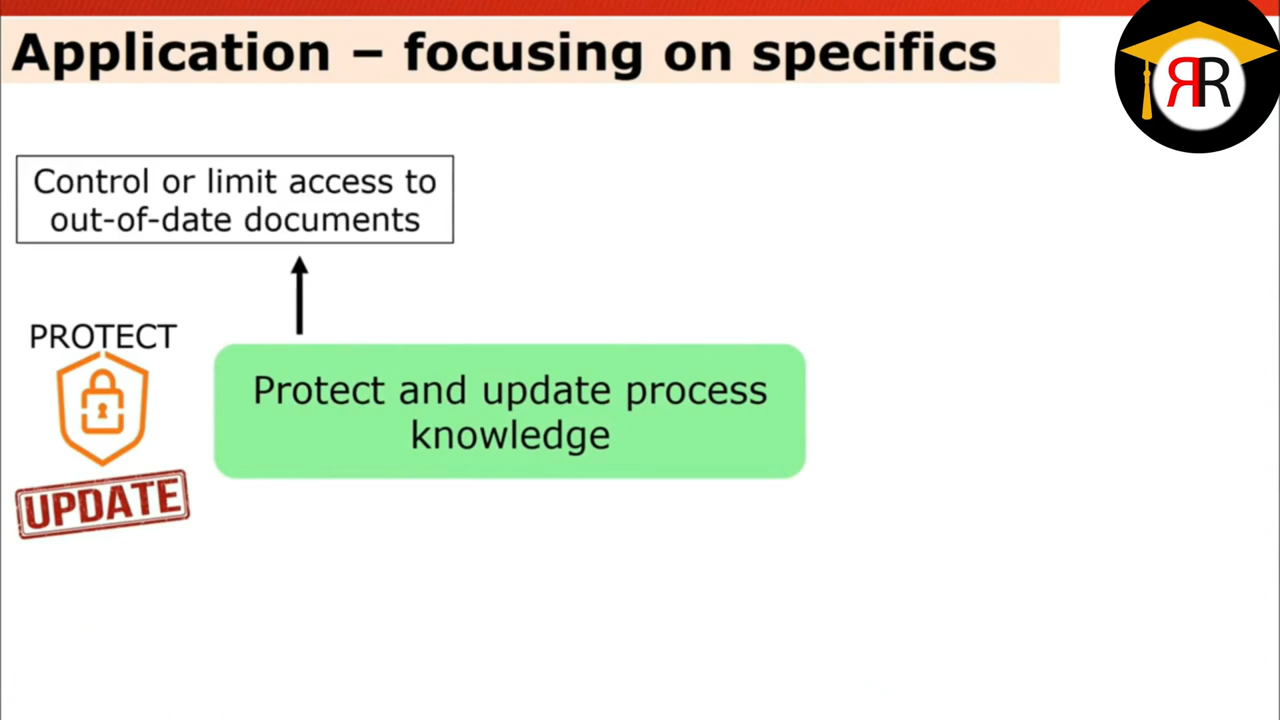 Application – focusing on specifics
RR
Control or limit access to
out-of-date documents
PROTECT
UPDATE
Protect and update process
knowledge